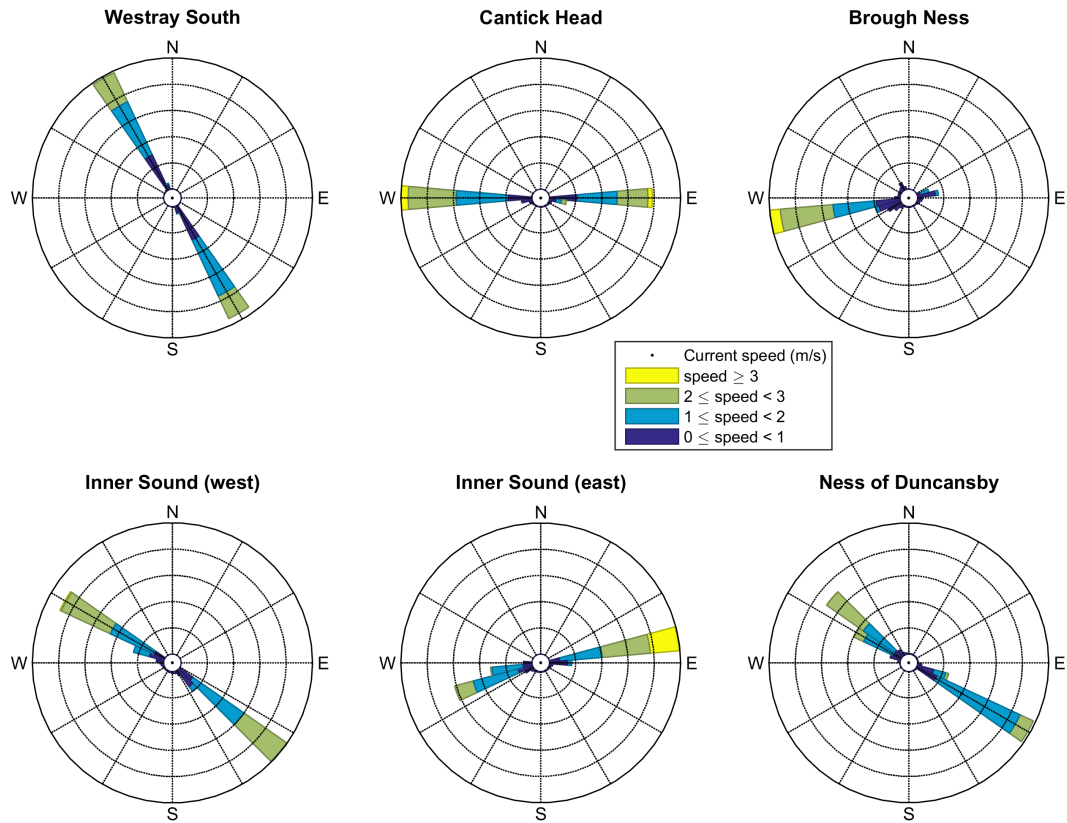 Westray South
Cantick Head
Brough Ness
N
N
N
W
E
W
E
W
E
S
S
S
Current speed (m/s)
speed ≥ 3
2 ≤ speed < 3
1 ≤ speed < 2
0 ≤ speed < 1
Inner Sound (west)
Inner Sound (east)
Ness of Duncansby
N
N
N
W
E
W
E
W
E
S
S
S